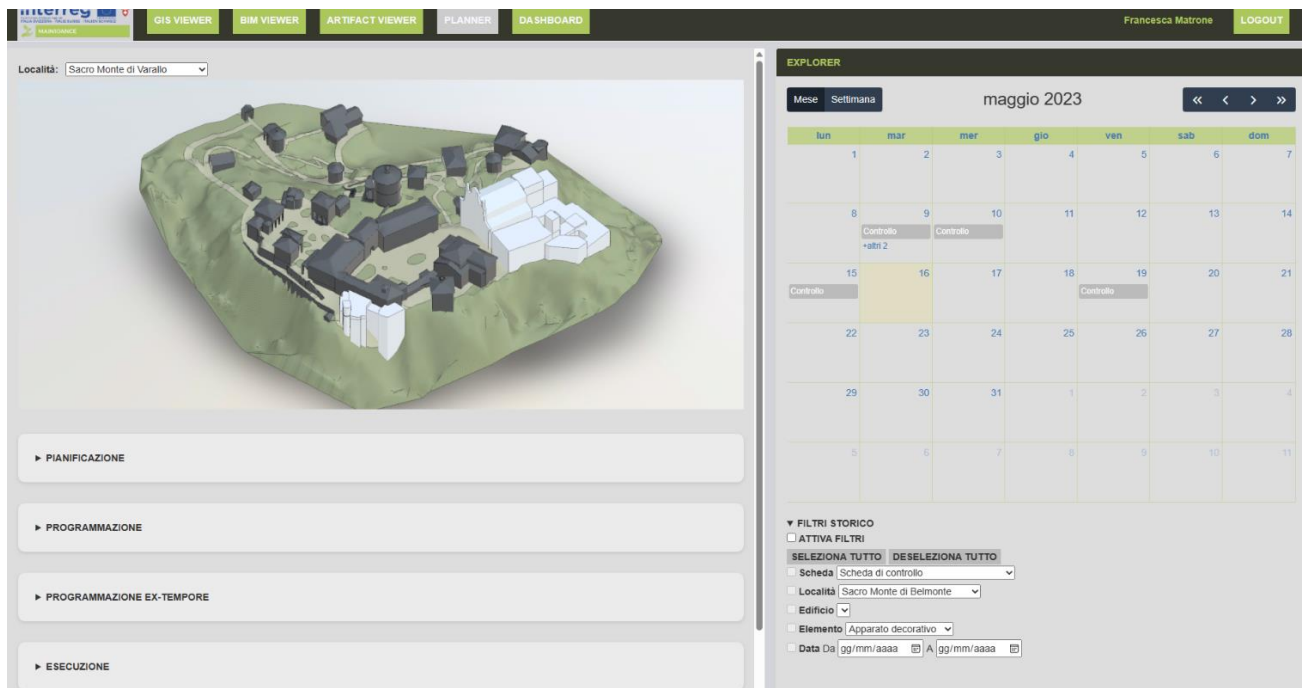 Interreg
MAIN10ANCE
GIS VIEWER
BIM VIEWER
ARTIFACT VIEWER
PLANNER
DASHBOARD
Francesca Matrone
LOGOUT
Località: Sacro Monte di Varallo
PIANIFICAZIONE
PROGRAMMAZIONE
PROGRAMMAZIONE EX-TEMPORE
ESECUZIONE
EXPLORER
Mese Settimana
maggio 2023
« < > »
lun mar mer gio ven sab dom
1 2 3 4 5 6 7
8 9 10 11 12 13 14
Controllo Controllo
+altri 2
15 16 17 18 19 20 21
Controllo Controllo
22 23 24 25 26 27 28
29 30 31 1 2 3 4
5 6 7 8 9 10 11
▼ FILTRI STORICO
ATTIVA FILTRI
SELEZIONA TUTTO DESELEZIONA TUTTO
Scheda Scheda di controllo
Località Sacro Monte di Belmonte
Edificio
Elemento Apparato decorativo
Data Da gg/mm/aaaa A gg/mm/aaaa